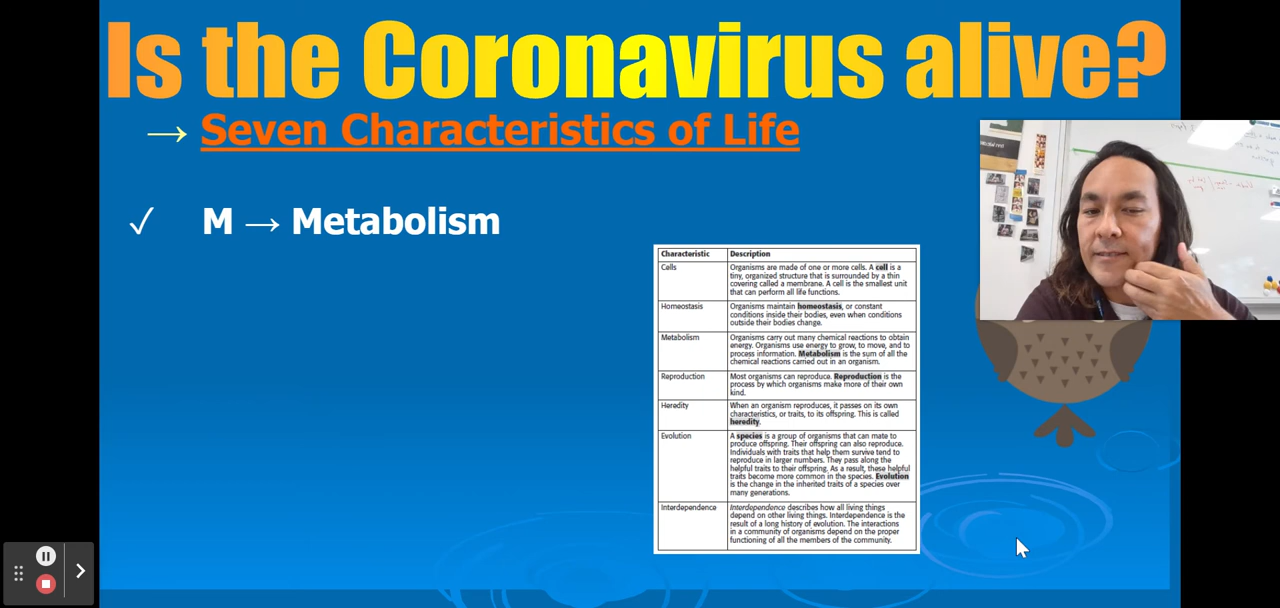 Is the Coronavirus alive?
→ Seven Characteristics of Life
✓ M → Metabolism
Characteristic Description
Cells Organisms are made of one or more cells. A cell is a
tiny, organized structure that is surrounded by a thin
covering called a membrane. A cell is the smallest unit
that can perform all life functions.
Homeostasis Organisms maintain homeostasis, or constant
conditions inside their bodies, even when conditions
outside their bodies change.
Metabolism Organisms carry out many chemical reactions to obtain
energy. Organisms use energy to grow, to move, and to
process information. Metabolism is the sum of all the
chemical reactions carried out in an organism.
Reproduction Most organisms can reproduce. Reproduction is the
process by which organisms make more of their own
kind.
Heredity When an organism reproduces, it passes on its own
characteristics, or traits, to its offspring. This is called
heredity.
Evolution A species is a group of organisms that can mate to
produce offspring. Their offspring can also reproduce.
Individuals with traits that help them survive tend to
reproduce in larger numbers. They pass along the
helpful traits to their offspring. As a result, these helpful
traits become more common in the species. Evolution
is the change in the inherited traits of a species over
many generations.
Interdependence Interdependence describes how all living things
depend on other living things. Interdependence is the
result of a long history of evolution. The interactions
in a community of organisms depend on the proper
functioning of all the members of the community.